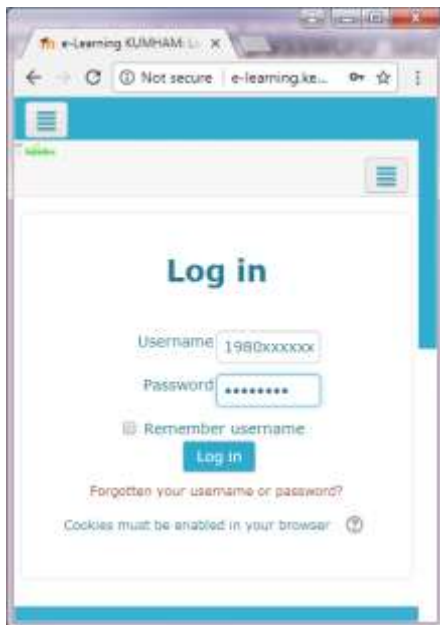 e-Learning KUMHAM: L
Not secure | e-learning.ke...
Log in
Username 1980xxxxxx
Password ••••••••
Remember username
Log in
Forgotten your username or password?
Cookies must be enabled in your browser